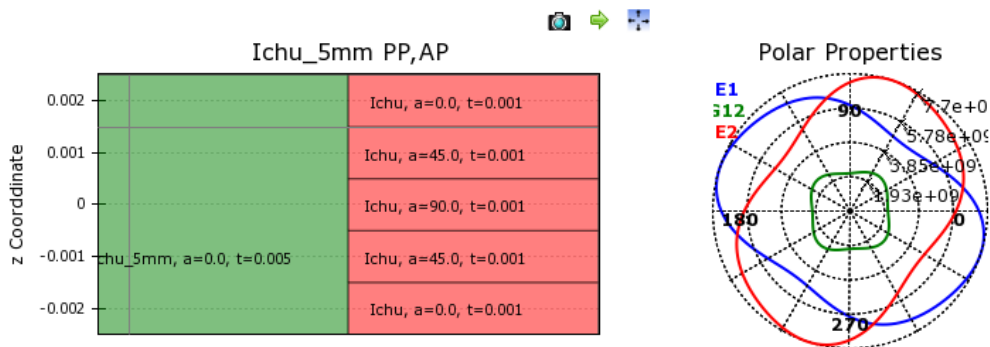 Ichu_5mm PP,AP
z Coorddinate
0.002
0.001
0
-0.001
-0.002
chu_5mm, a=0.0, t=0.005
Ichu, a=0.0, t=0.001
Ichu, a=45.0, t=0.001
Ichu, a=90.0, t=0.001
Ichu, a=45.0, t=0.001
Ichu, a=0.0, t=0.001
Polar Properties
E1
G12
E2
90
180
0
270
7.7e+0
5.78e+09
3.85e+09
1.93e+09